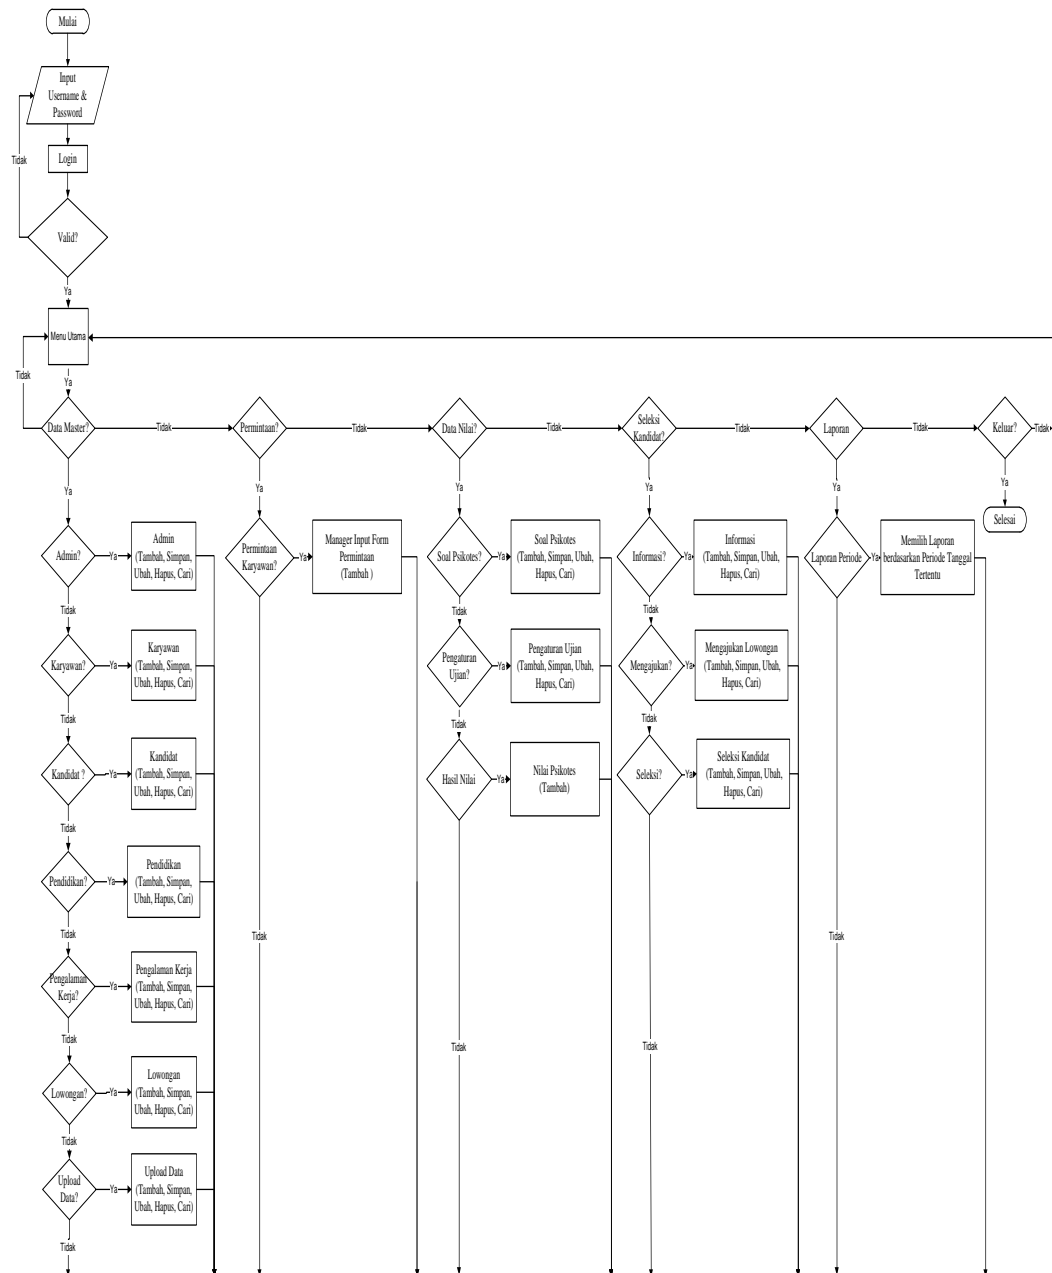 Mulai
Input
Username &
Password
Tidak
Login
Valid?
Ya
Menu Utama
Tidak
Ya
Data Master?
Tidak
Permintaan?
Tidak
Data Nilai?
Tidak
Seleksi
Kandidat?
Tidak
Laporan
Tidak
Keluar?
Tidak
Ya
Ya
Ya
Ya
Ya
Ya
Selesai
Admin?
Ya
Admin
(Tambah, Simpan,
Ubah, Hapus, Cari)
Permintaan
Karyawan?
Ya
Manager Input Form
Permintaan
(Tambah )
Soal Psikotes?
Ya
Soal Psikotes
(Tambah, Simpan, Ubah,
Hapus, Cari)
Informasi?
Ya
Informasi
(Tambah, Simpan, Ubah,
Hapus, Cari)
Laporan Periode
Ya
Memilih Laporan
berdasarkan Periode Tanggal
Tertentu
Tidak
Tidak
Tidak
Karyawan?
Ya
Karyawan
(Tambah, Simpan,
Ubah, Hapus, Cari)
Pengaturan
Ujian?
Ya
Pengaturan Ujian
(Tambah, Simpan, Ubah,
Hapus, Cari)
Mengajukan?
Ya
Mengajukan Lowongan
(Tambah, Simpan, Ubah,
Hapus, Cari)
Tidak
Tidak
Tidak
Kandidat ?
Ya
Kandidat
(Tambah, Simpan,
Ubah, Hapus, Cari)
Hasil Nilai
Ya
Nilai Psikotes
(Tambah)
Seleksi?
Ya
Seleksi Kandidat
(Tambah, Simpan, Ubah,
Hapus, Cari)
Tidak
Pendidikan?
Ya
Pendidikan
(Tambah, Simpan,
Ubah, Hapus, Cari)
Tidak
Tidak
Tidak
Pengalaman
Kerja?
Ya
Pengalaman Kerja
(Tambah, Simpan,
Ubah, Hapus, Cari)
Tidak
Tidak
Tidak
Lowongan?
Ya
Lowongan
(Tambah, Simpan,
Ubah, Hapus, Cari)
Tidak
Upload
Data?
Ya
Upload Data
(Tambah, Simpan,
Ubah, Hapus, Cari)
Tidak